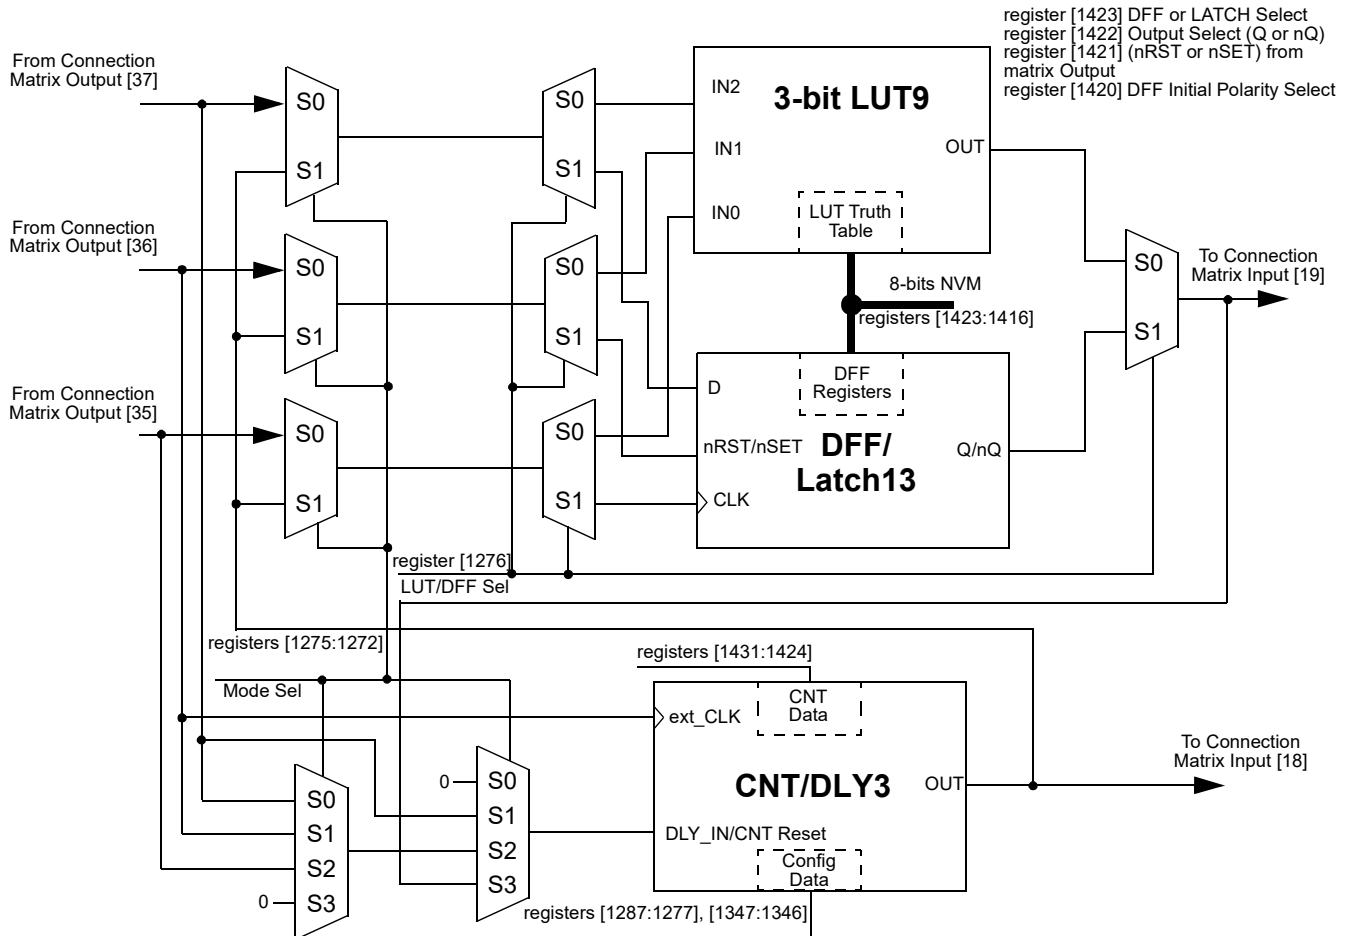 register [1423] DFF or LATCH Select
register [1422] Output Select (Q or nQ)
register [1421] (nRST or nSET) from
matrix Output
register [1420] DFF Initial Polarity Select
From Connection
Matrix Output [37]
S0
S1
S0
S1
IN2
IN1
IN0
3-bit LUT9
OUT
LUT Truth
Table
From Connection
Matrix Output [36]
S0
S1
S0
S1
8-bits NVM
registers [1423:1416]
S0
S1
To Connection
Matrix Input [19]
From Connection
Matrix Output [35]
S0
S1
S0
S1
D
nRST/nSET
CLK
DFF
Registers
DFF/
Latch13
Q/nQ
register [1276]
LUT/DFF Sel
registers [1275:1272]
Mode Sel
registers [1431:1424]
CNT
Data
ext_CLK
CNT/DLY3
OUT
DLY_IN/CNT Reset
Config
Data
To Connection
Matrix Input [18]
0
S0
S1
S2
S3
S0
S1
S2
0
S3
registers [1287:1277], [1347:1346]